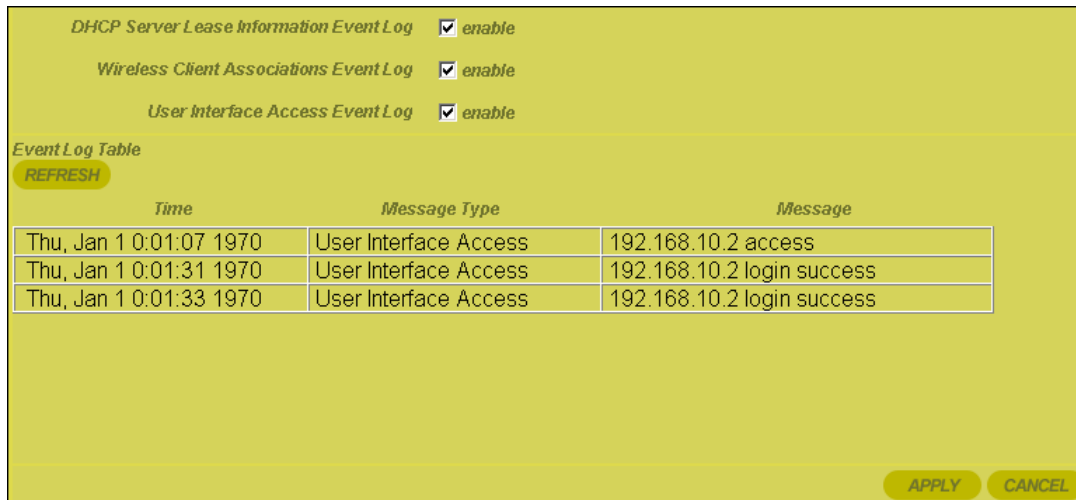 DHCP Server Lease Information Event Log enable
Wireless Client Associations Event Log enable
User Interface Access Event Log enable
Event Log Table
REFRESH
Time Message Type Message
Thu, Jan 1 0:01:07 1970 User Interface Access 192.168.10.2 access
Thu, Jan 1 0:01:31 1970 User Interface Access 192.168.10.2 login success
Thu, Jan 1 0:01:33 1970 User Interface Access 192.168.10.2 login success
APPLY CANCEL